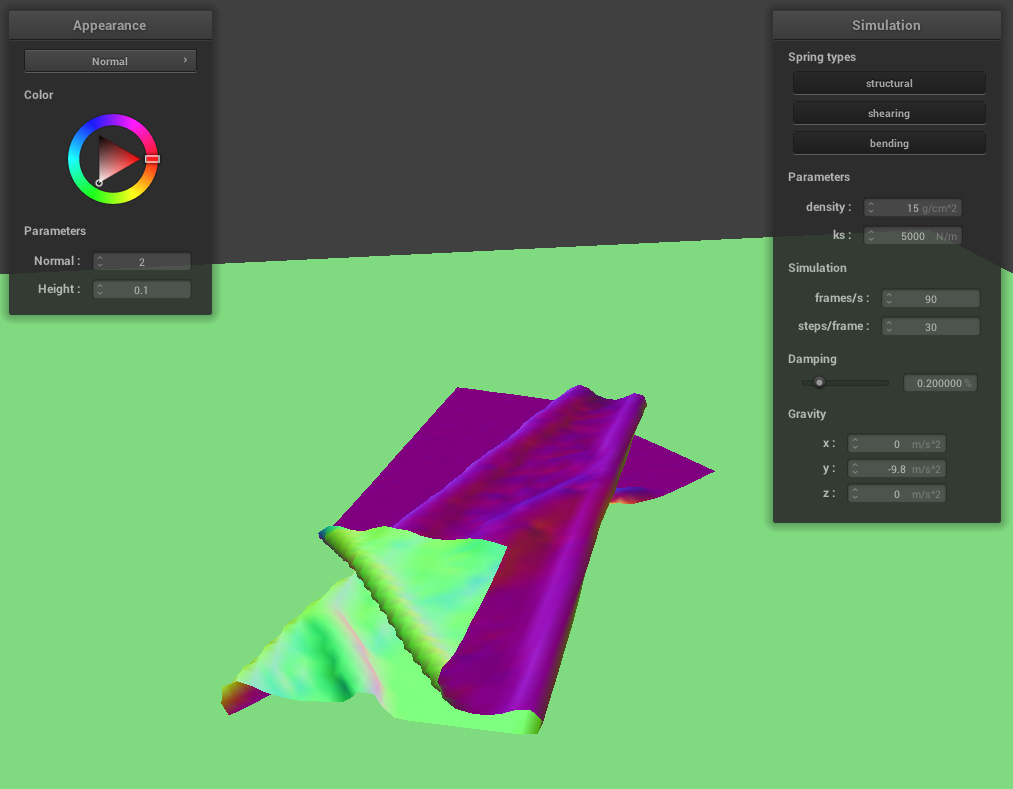 Appearance
Normal
Color
Parameters
Normal : 2
Height : 0.1
Simulation
Spring types
structural
shearing
bending
Parameters
density : 15 g/cm^2
ks : 5000 N/m
Simulation
frames/s : 90
steps/frame : 30
Damping
0.200000 %
Gravity
x : 0 m/s^2
y : -9.8 m/s^2
z : 0 m/s^2